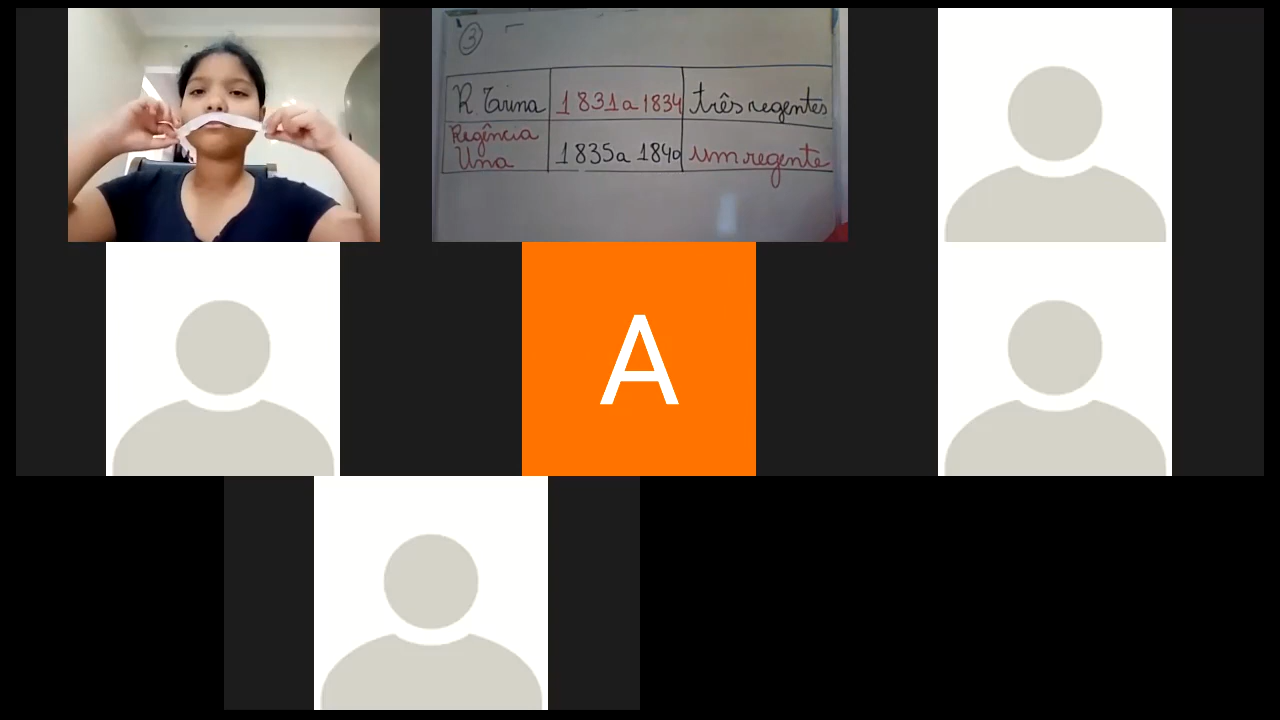 3
R. Trina 1831 a 1834 três regentes
Regência
Una 1835 a 1840 um regente
A